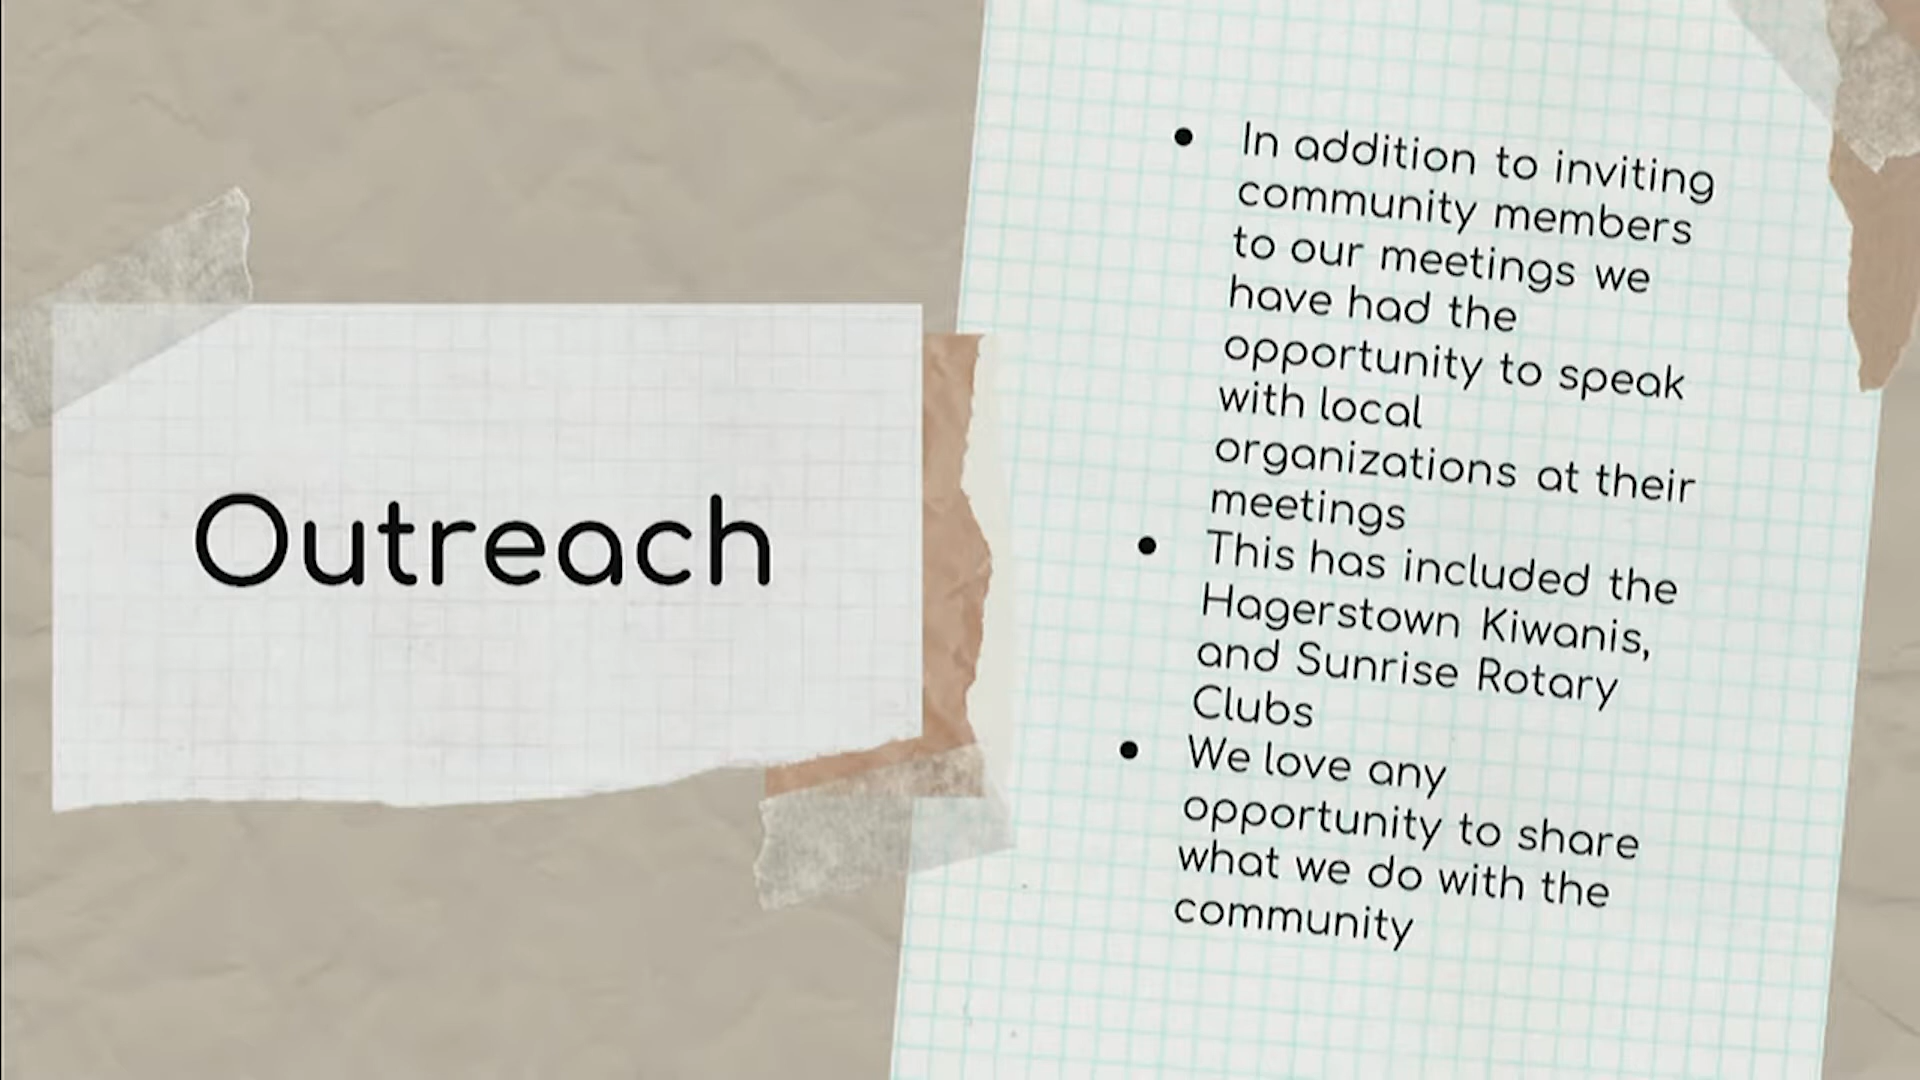 Outreach
• In addition to inviting
community members
to our meetings we
have had the
opportunity to speak
with local
organizations at their
meetings
• This has included the
Hagerstown Kiwanis,
and Sunrise Rotary
Clubs
• We love any
opportunity to share
what we do with the
community